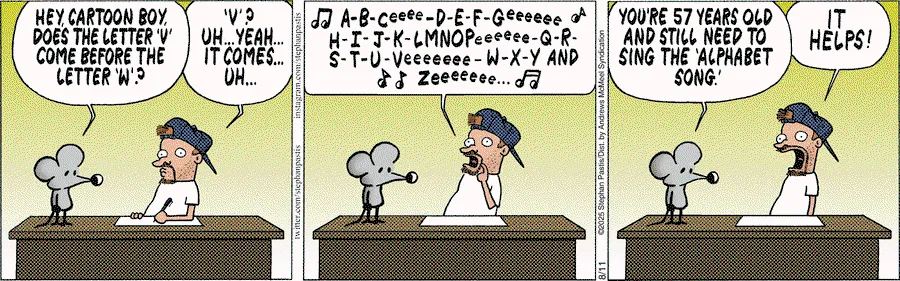 HEY, CARTOON BOY,
DOES THE LETTER 'V'
COME BEFORE THE
LETTER 'W'?
'V'?
UH...YEAH...
IT COMES...
UH...
instagram.com/stephanpastis
twitter.com/stephanpastis
♫ A-B-Ceeee-D-E-F-Geeeeee ♪
H-I-J-K-LMNOPeeeeeee-Q-R-
S-T-U-Veeeeeee-W-X-Y AND
♪ ♪ Zeeeeeee... ♫
©2025 Stephan Pastis/Dist. by Andrews McMeel Syndication
8/11
YOU'RE 57 YEARS OLD
AND STILL NEED TO
SING THE 'ALPHABET
SONG.'
IT
HELPS!